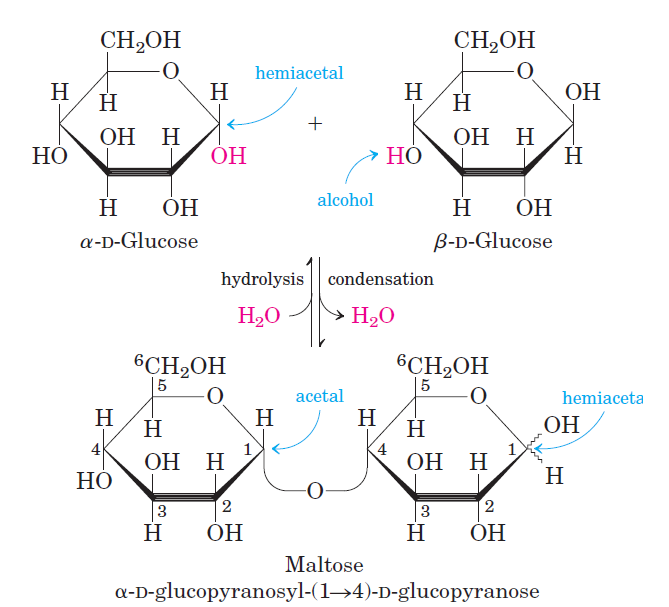 CH₂OH CH₂OH
O hemiacetal O
H H H H H OH
+
OH H OH H
HO OH HO H
alcohol
H OH H OH
α-D-Glucose β-D-Glucose
hydrolysis condensation
H₂O H₂O
⁶CH₂OH ⁶CH₂OH
5 O acetal 5 O hemiaceta
H H H H H OH
4 OH H 1 4 OH H 1
HO H
O
3 2 3 2
H OH H OH
Maltose
α-D-glucopyranosyl-(1→4)-D-glucopyranose